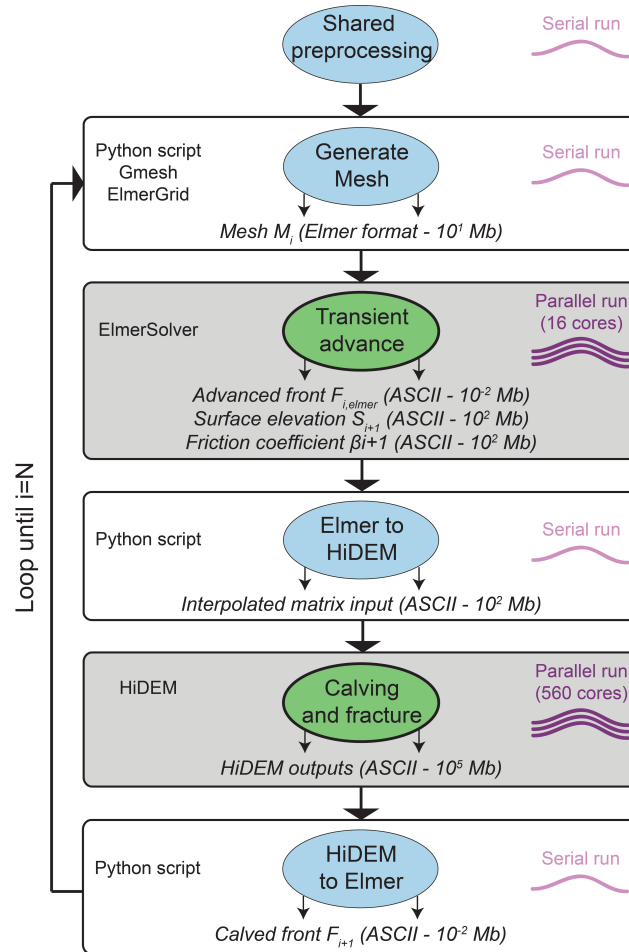 Shared
preprocessing
Serial run
Python script
Gmesh
ElmerGrid
Generate
Mesh
Serial run
Mesh Mᵢ (Elmer format - 10¹ Mb)
ElmerSolver
Transient
advance
Parallel run
(16 cores)
Advanced front Fᵢ,ₑₗₘₑᵣ (ASCII - 10⁻² Mb)
Surface elevation Sᵢ₊₁ (ASCII - 10² Mb)
Friction coefficient βi+1 (ASCII - 10² Mb)
Python script
Elmer to
HiDEM
Serial run
Interpolated matrix input (ASCII - 10² Mb)
HiDEM
Calving
and fracture
Parallel run
(560 cores)
HiDEM outputs (ASCII - 10⁵ Mb)
Python script
HiDEM
to Elmer
Serial run
Calved front Fᵢ₊₁ (ASCII - 10⁻² Mb)
Loop until i=N